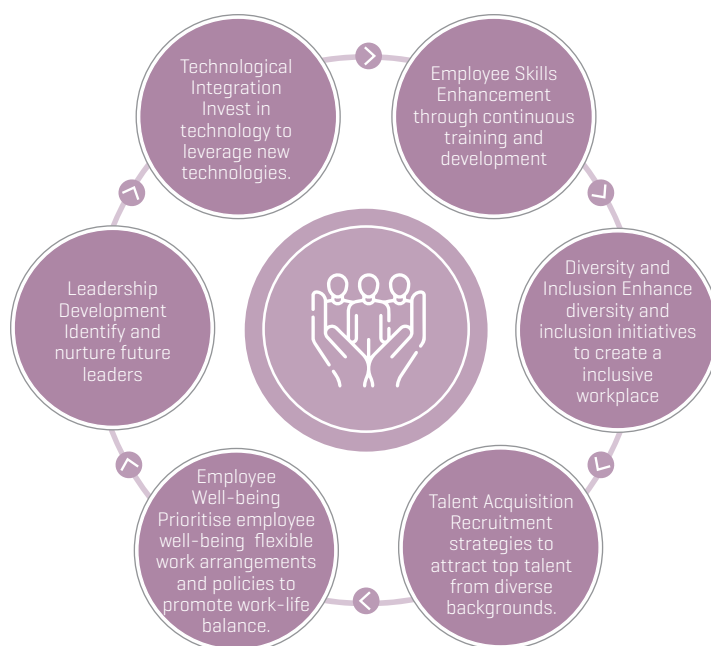 Technological
Integration
Invest in
technology to
leverage new
technologies.
Employee Skills
Enhancement
through continuous
training and
development
Diversity and
Inclusion Enhance
diversity and
inclusion initiatives
to create a
inclusive
workplace
Talent Acquisition
Recruitment
strategies to
attract top talent
from diverse
backgrounds.
Employee
Well-being
Prioritise employee
well-being flexible
work arrangements
and policies to
promote work-life
balance.
Leadership
Development
Identify and
nurture future
leaders